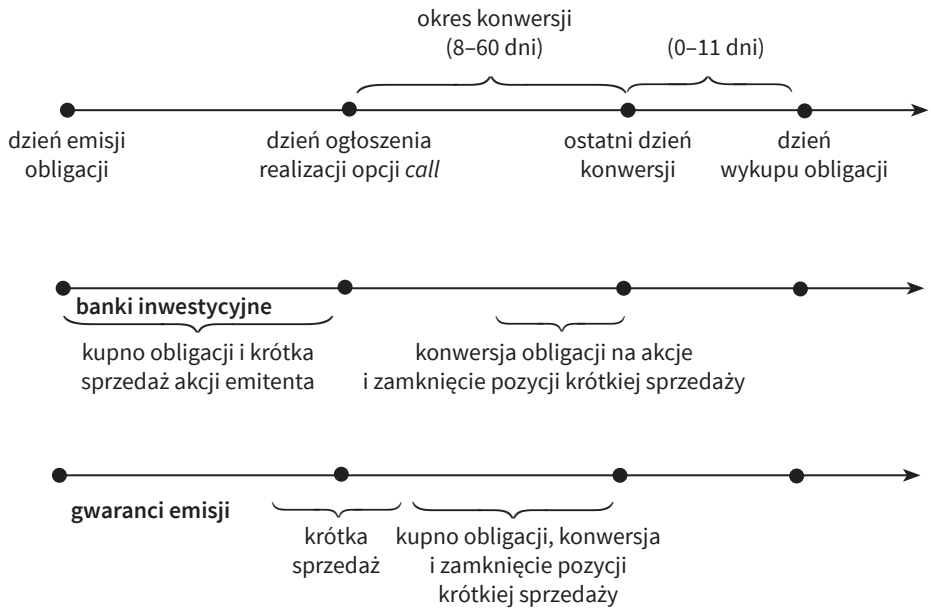 okres konwersji
(8–60 dni)
(0–11 dni)
dzień emisji
obligacji
dzień ogłoszenia
realizacji opcji call
ostatni dzień
konwersji
dzień
wykupu obligacji
banki inwestycyjne
kupno obligacji i krótka
sprzedaż akcji emitenta
konwersja obligacji na akcje
i zamknięcie pozycji krótkiej sprzedaży
gwaranci emisji
krótka
sprzedaż
kupno obligacji, konwersja
i zamknięcie pozycji
krótkiej sprzedaży